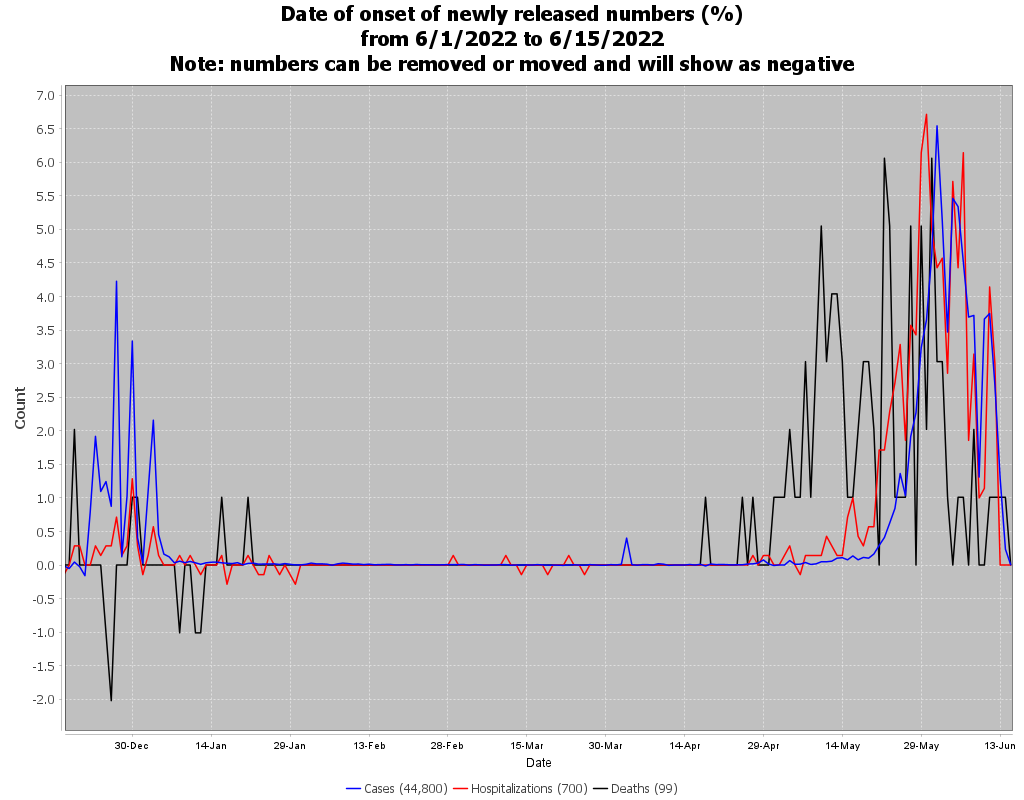 Date of onset of newly released numbers (%)
from 6/1/2022 to 6/15/2022
Note: numbers can be removed or moved and will show as negative
7.0
6.5
6.0
5.5
5.0
4.5
4.0
3.5
3.0
2.5
2.0
1.5
1.0
0.5
0.0
-0.5
-1.0
-1.5
-2.0
Count
30-Dec 14-Jan 29-Jan 13-Feb 28-Feb 15-Mar 30-Mar 14-Apr 29-Apr 14-May 29-May 13-Jun
Date
Cases (44,800) Hospitalizations (700) Deaths (99)